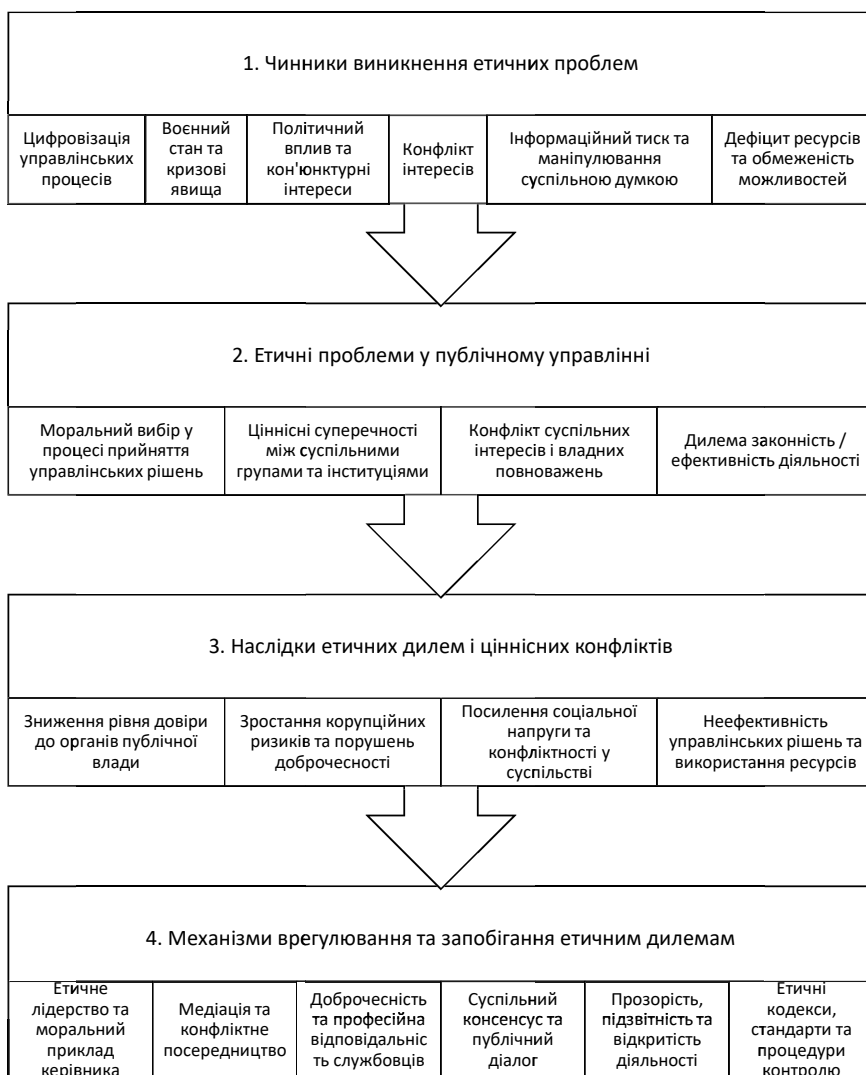 1. Чинники виникнення етичних проблем
Цифровізація
управлінських
процесів
Воєнний
стан та
кризові
явища
Політичний
вплив та
кон'юнктурні
інтереси
Конфлікт
інтересів
Інформаційний тиск та
маніпулювання
суспільною думкою
Дефіцит ресурсів
та обмеженість
можливостей
2. Етичні проблеми у публічному управлінні
Моральний вибір у
процесі прийняття
управлінських рішень
Ціннісні суперечності
між суспільними
групами та інституціями
Конфлікт суспільних
інтересів і владних
повноважень
Дилема законність /
ефективність діяльності
3. Наслідки етичних дилем і ціннісних конфліктів
Зниження рівня довіри
до органів публічної
влади
Зростання корупційних
ризиків та порушень
доброчесності
Посилення соціальної
напруги та
конфліктності у
суспільстві
Неефективність
управлінських рішень та
використання ресурсів
4. Механізми врегулювання та запобігання етичним дилемам
Етичне
лідерство та
моральний
приклад
керівника
Медіація та
конфліктне
посередництво
Доброчесність
та професійна
відповідальніс
ть службовців
Суспільний
консенсус та
публічний
діалог
Прозорість,
підзвітність та
відкритість
діяльності
Етичні
кодекси,
стандарти та
процедури
контролю